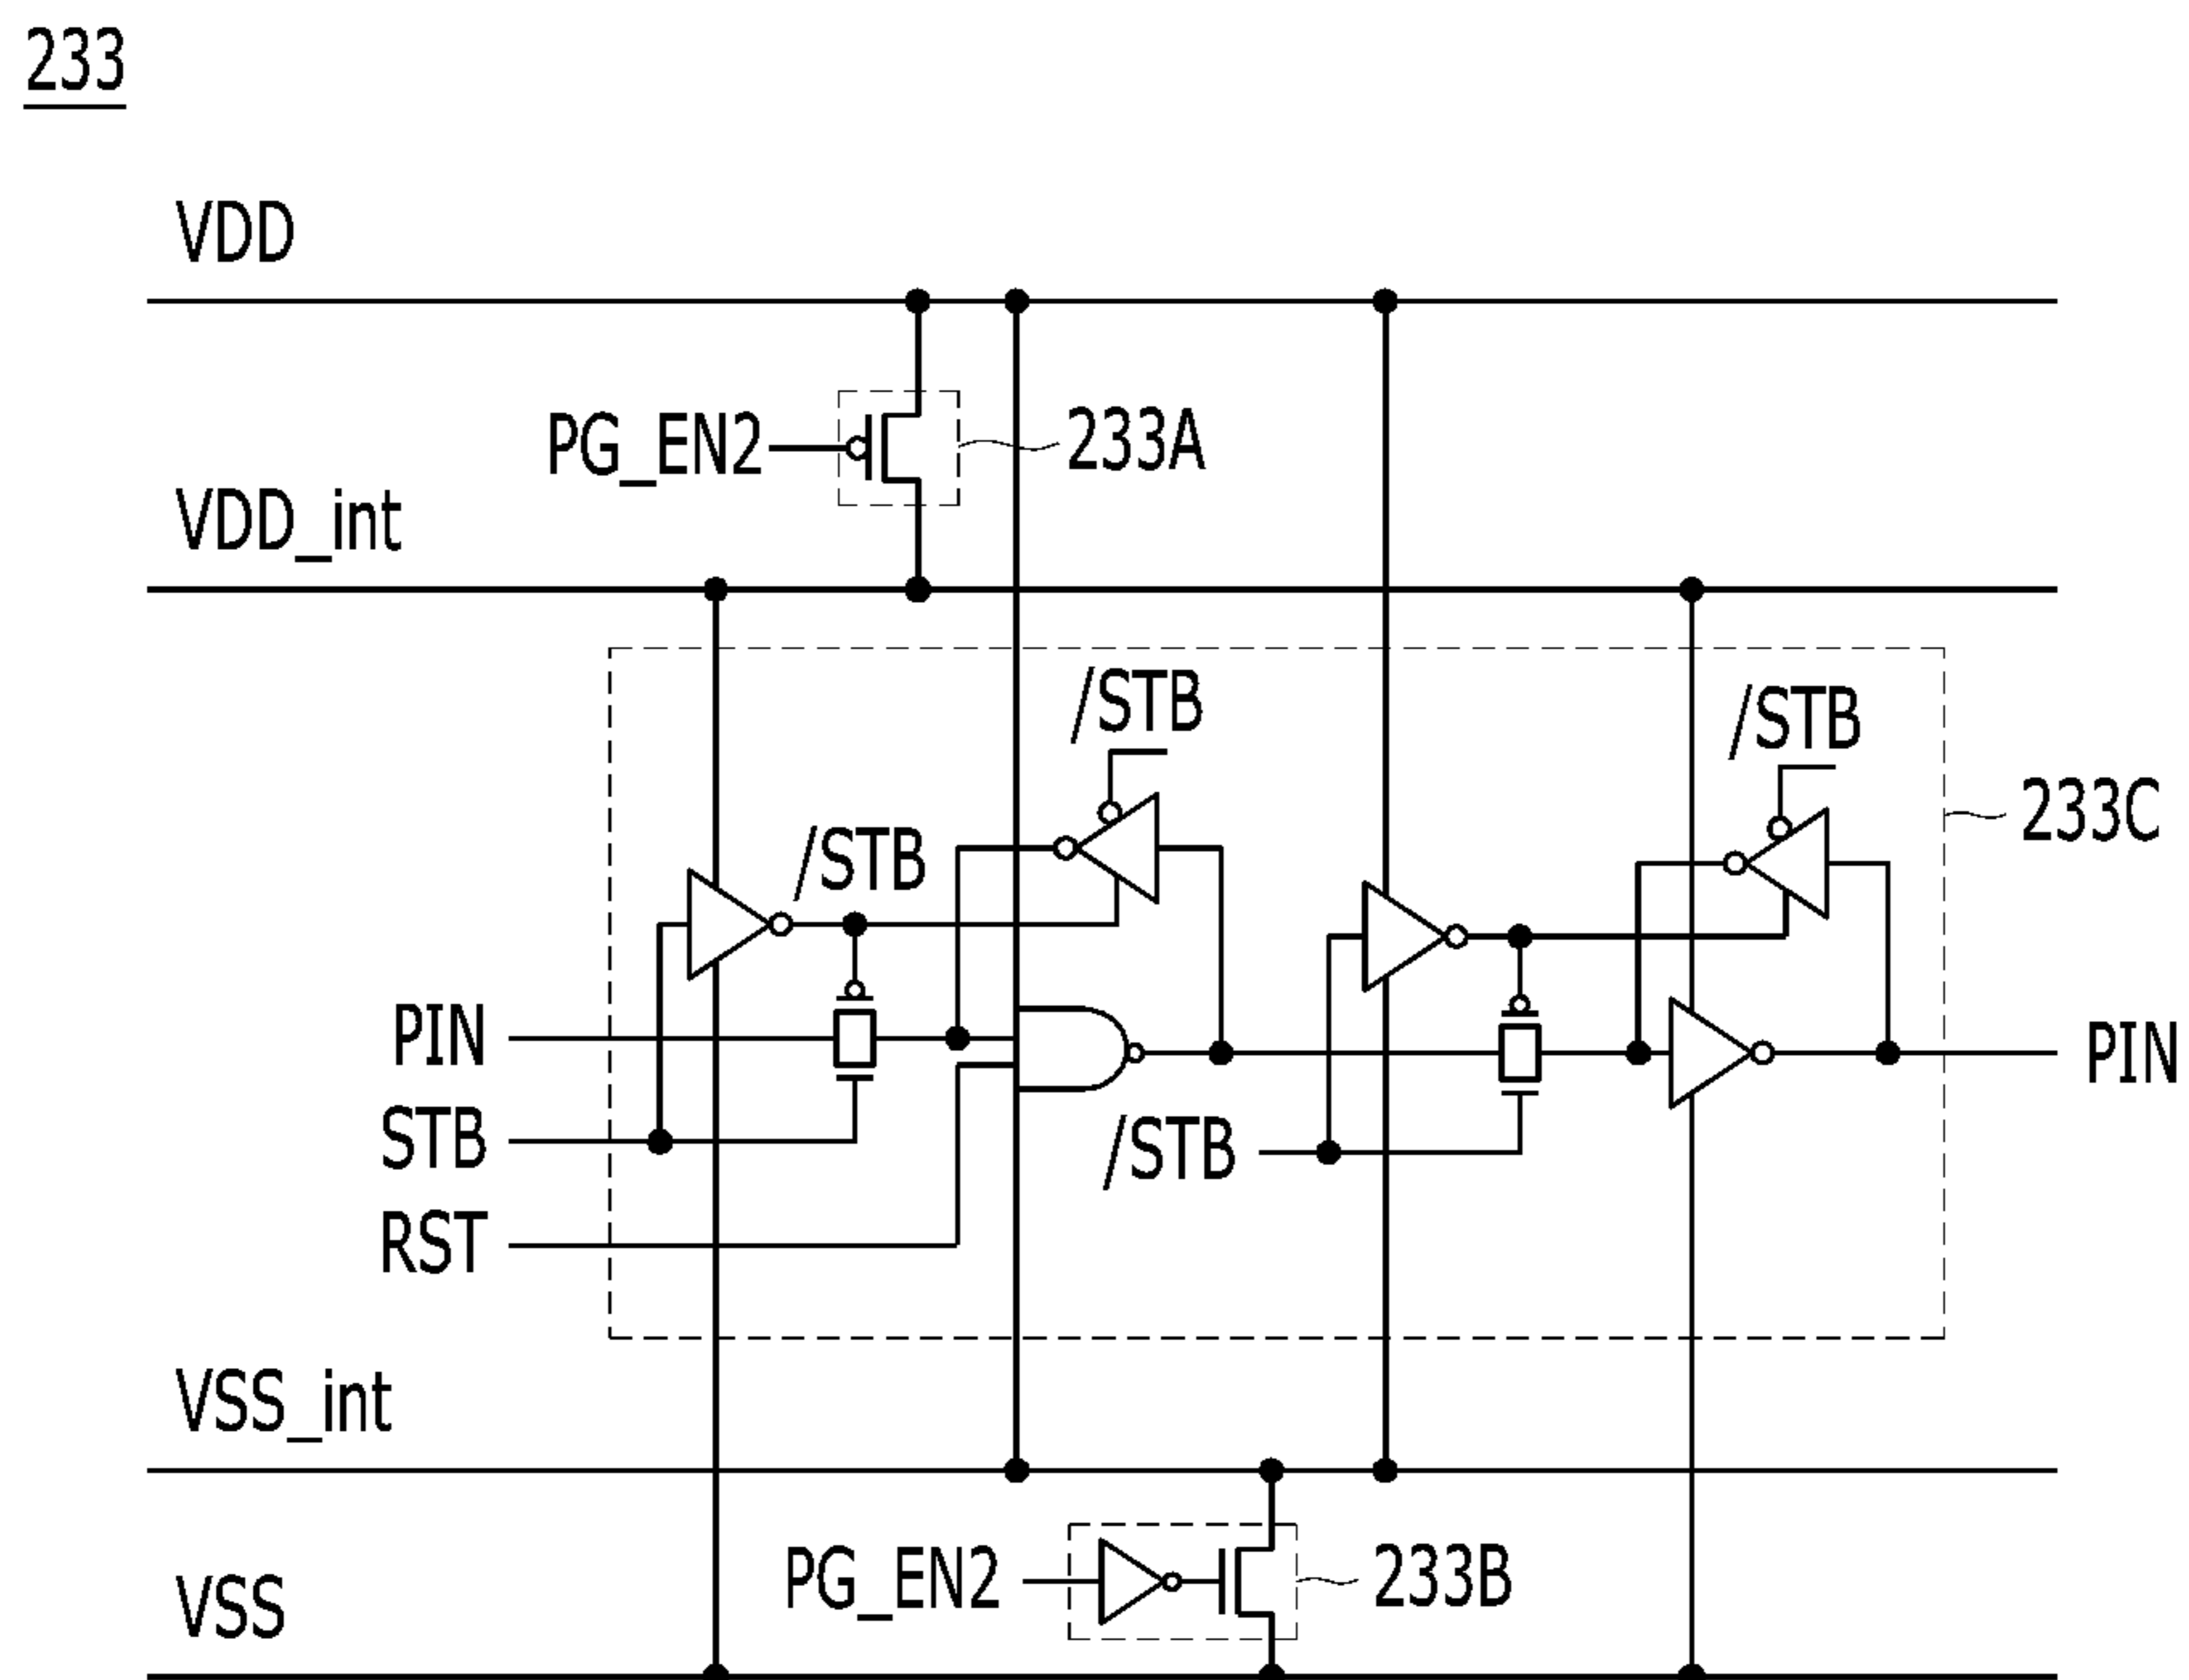 233
VDD
PG_EN2
233A
VDD_int
/STB
/STB
/STB
233C
PIN
PIN
STB
/STB
RST
VSS_int
PG_EN2
233B
VSS